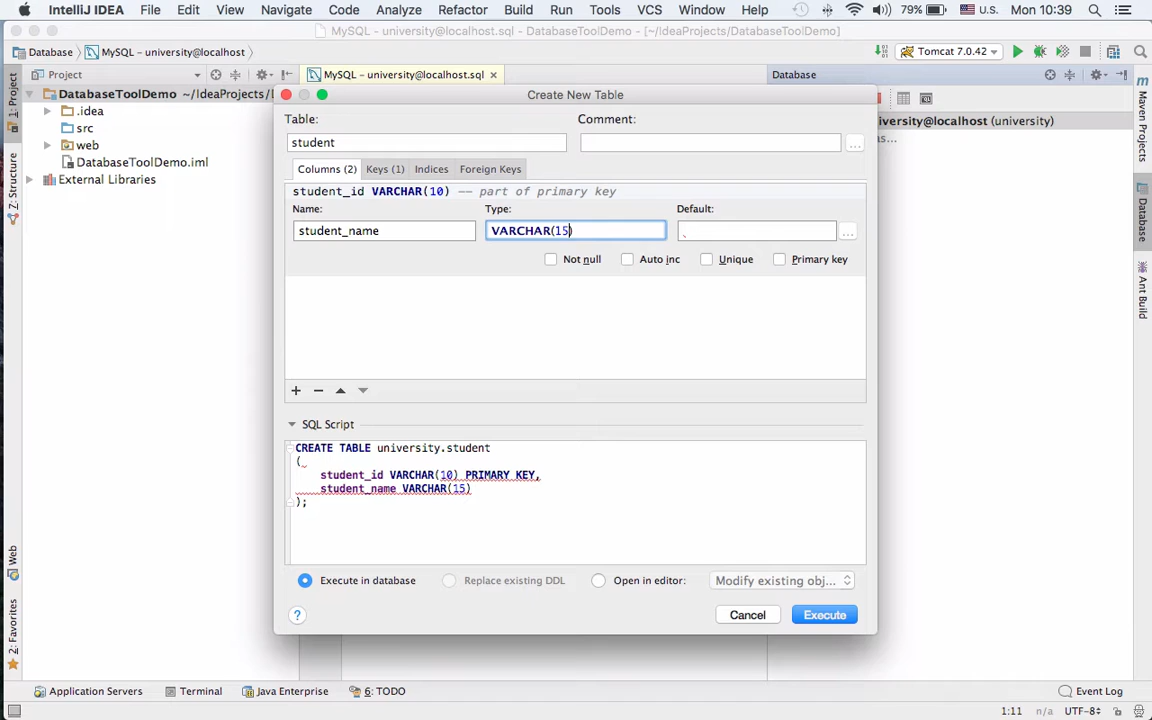 IntelliJ IDEA File Edit View Navigate Code Analyze Refactor Build Run Tools VCS Window Help 79% U.S. Mon 10:39
MySQL - university@localhost.sql - DatabaseToolDemo - [~/IdeaProjects/DatabaseToolDemo]
Database MySQL - university@localhost Tomcat 7.0.42
Project MySQL - university@localhost.sql Database
DatabaseToolDemo ~/IdeaProjects/
.idea
src
web
DatabaseToolDemo.iml
External Libraries
1: Project
Z: Structure
Web
2: Favorites
Create New Table
Table: Comment:
student
...
Columns (2) Keys (1) Indices Foreign Keys
student_id VARCHAR(10) -- part of primary key
Name: Type: Default:
student_name VARCHAR(15) ...
Not null Auto inc Unique Primary key
SQL Script
CREATE TABLE university.student
(
student_id VARCHAR(10) PRIMARY KEY,
student_name VARCHAR(15)
);
Execute in database Replace existing DDL Open in editor: Modify existing obj...
? Cancel Execute
iversity@localhost (university)
as...
Maven Projects
Database
Ant Build
Application Servers Terminal Java Enterprise 6: TODO Event Log
1:11 n/a UTF-8